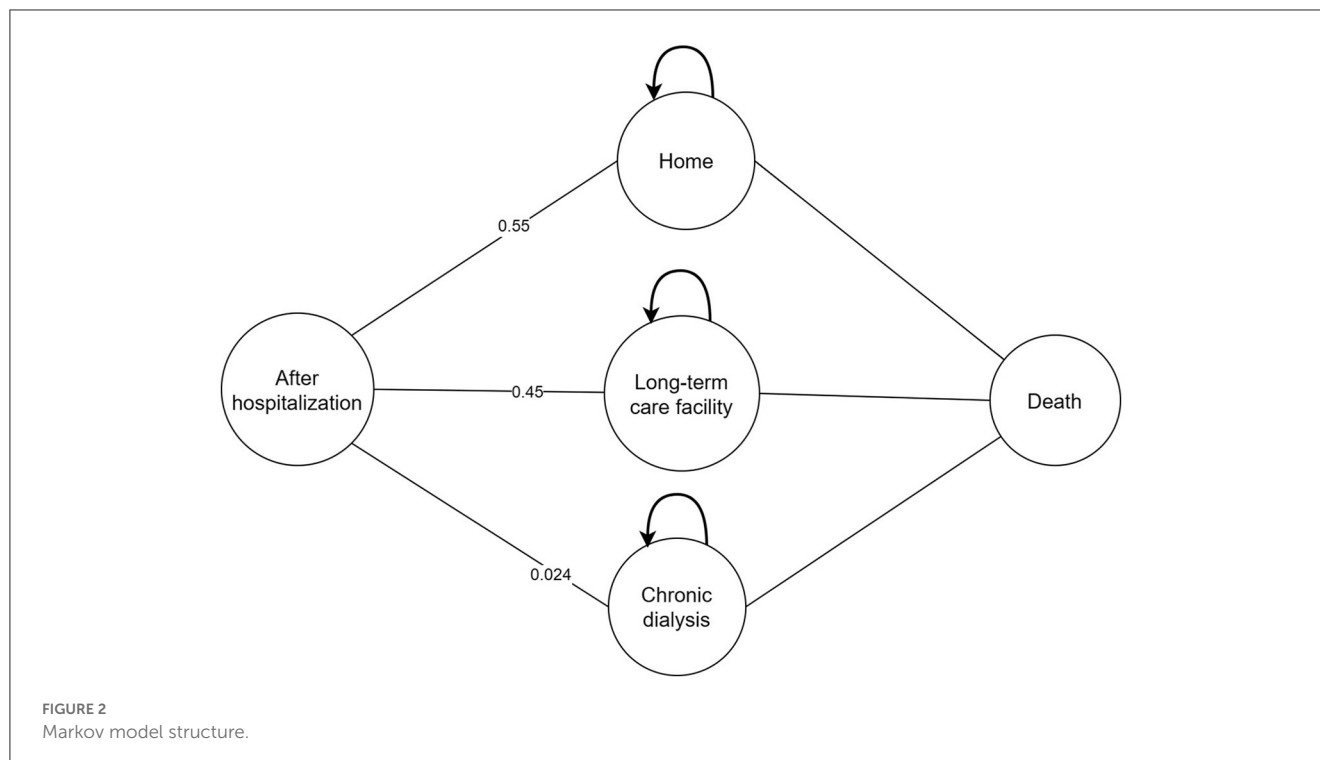 Home
0.55
After
hospitalization
0.45
Long-term
care facility
Death
0.024
Chronic
dialysis
FIGURE 2
Markov model structure.